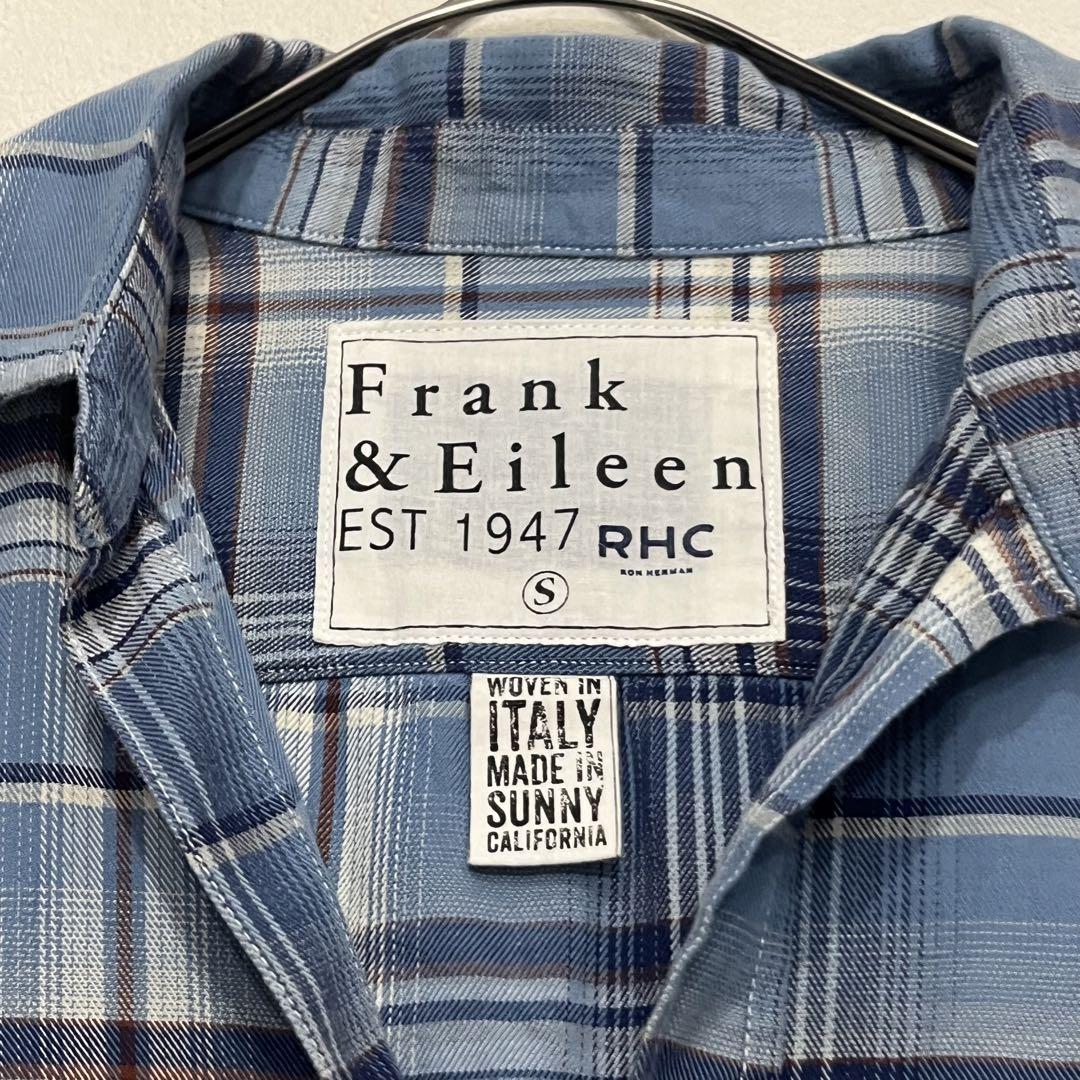 Frank
& Eileen
EST 1947 RHC
RON HERMAN
S
WOVEN IN
ITALY
MADE IN
SUNNY
CALIFORNIA